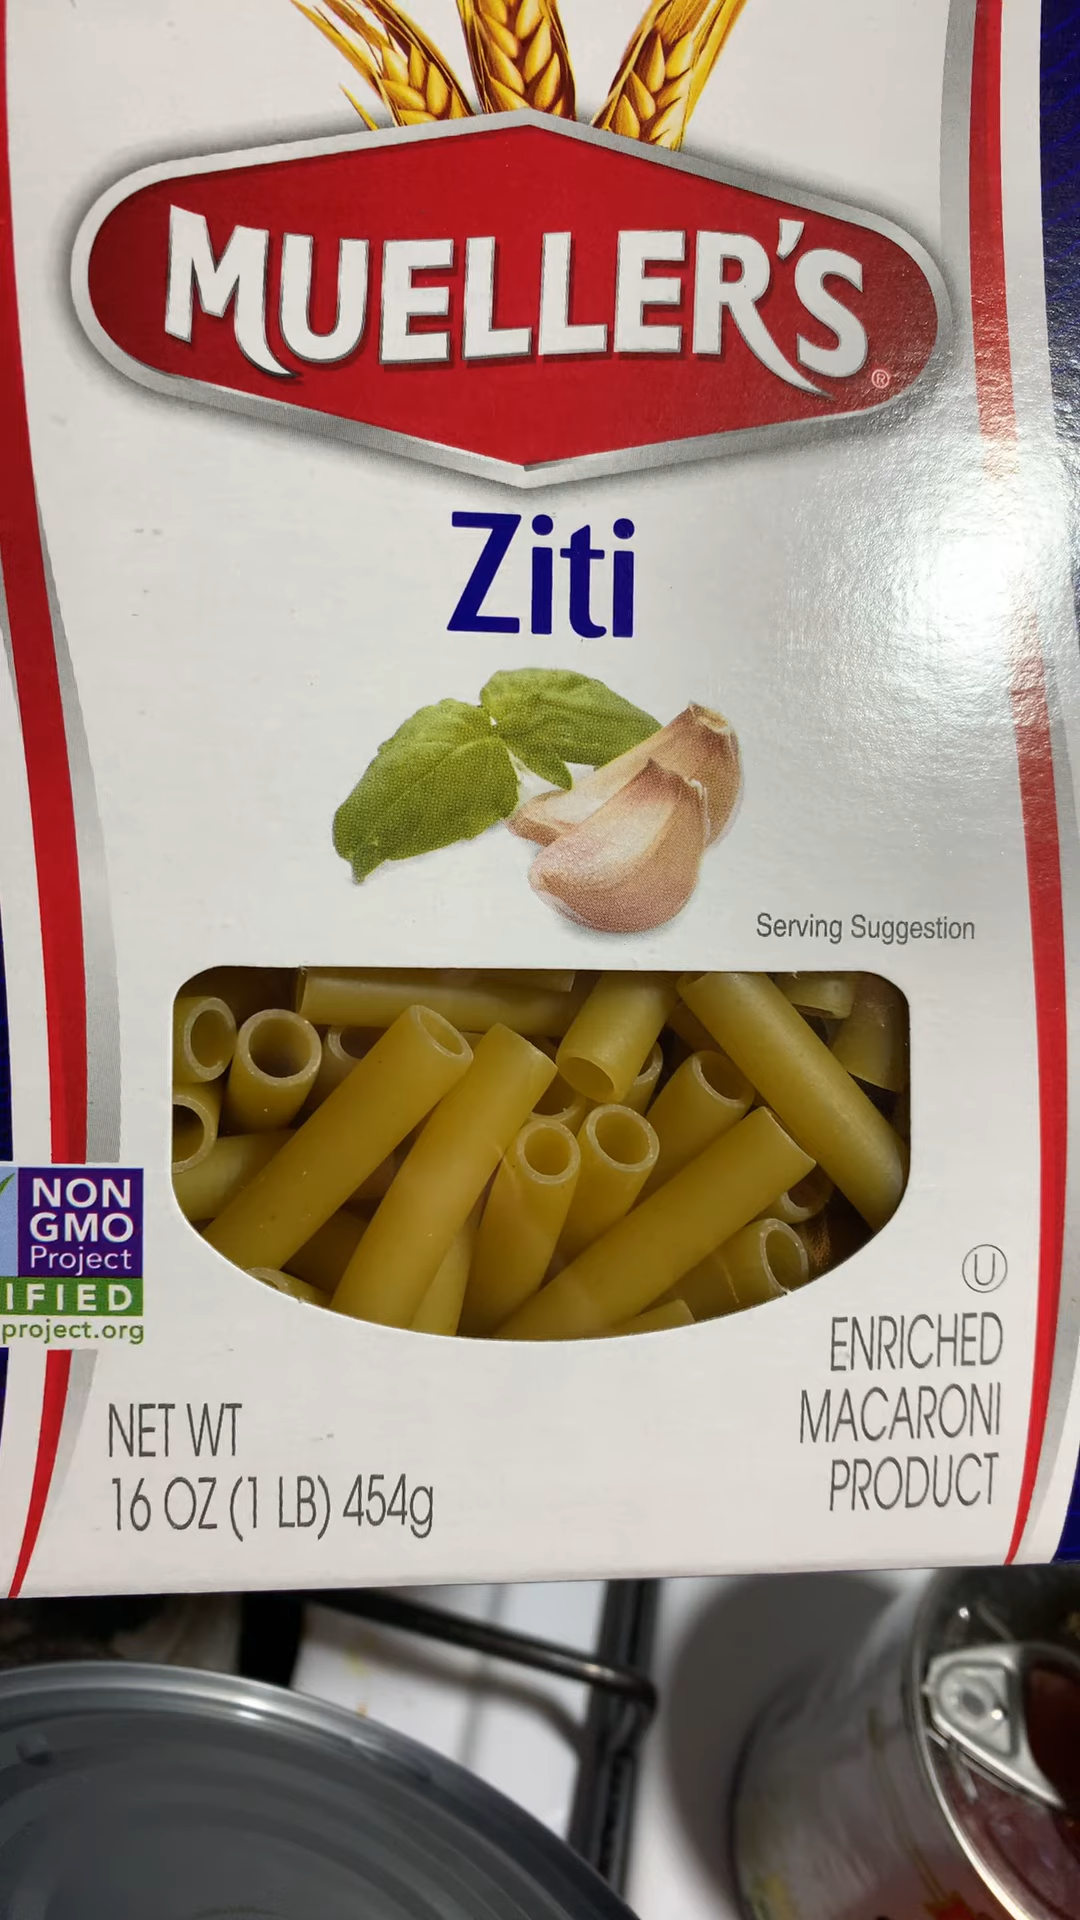 MUELLER'S®
Ziti
Serving Suggestion
NON
GMO
Project
IFIED
project.org
U
ENRICHED
MACARONI
PRODUCT
NET WT
16 OZ (1 LB) 454g